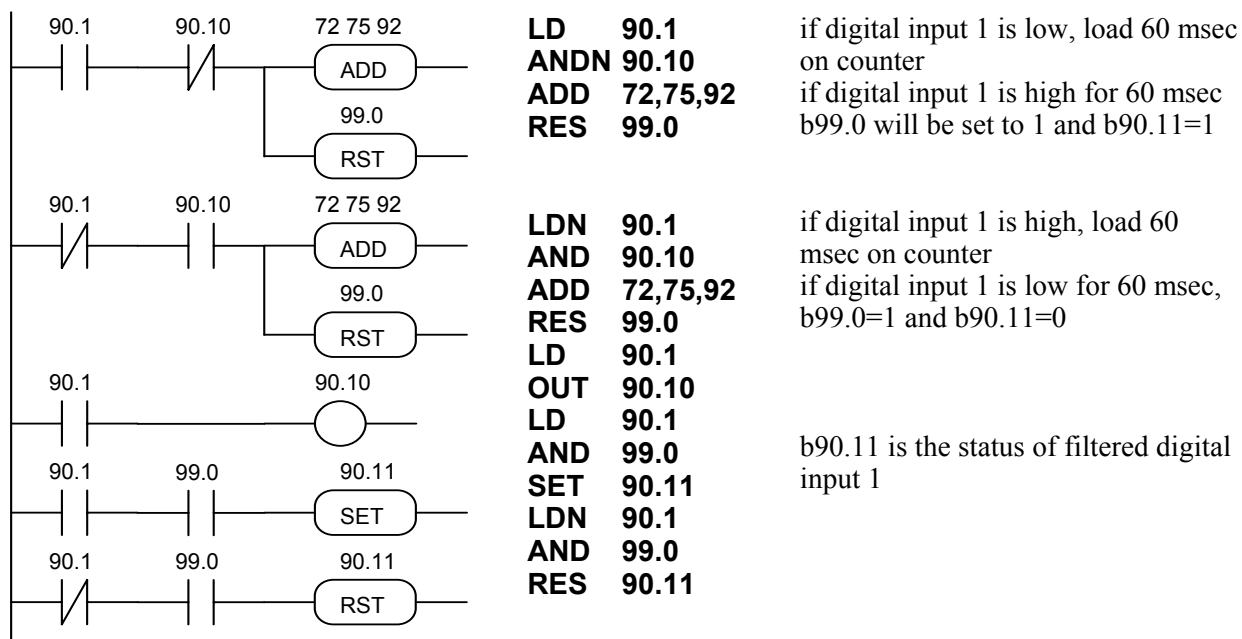 90.1 90.10 72 75 92
ADD
99.0
RST
90.1 90.10 72 75 92
ADD
99.0
RST
90.1 90.10
90.1 99.0 90.11
SET
90.1 99.0 90.11
RST
LD 90.1
ANDN 90.10
ADD 72,75,92
RES 99.0
LDN 90.1
AND 90.10
ADD 72,75,92
RES 99.0
LD 90.1
OUT 90.10
LD 90.1
AND 99.0
SET 90.11
LDN 90.1
AND 99.0
RES 90.11
if digital input 1 is low, load 60 msec
on counter
if digital input 1 is high for 60 msec
b99.0 will be set to 1 and b90.11=1
if digital input 1 is high, load 60
msec on counter
if digital input 1 is low for 60 msec,
b99.0=1 and b90.11=0
b90.11 is the status of filtered digital
input 1